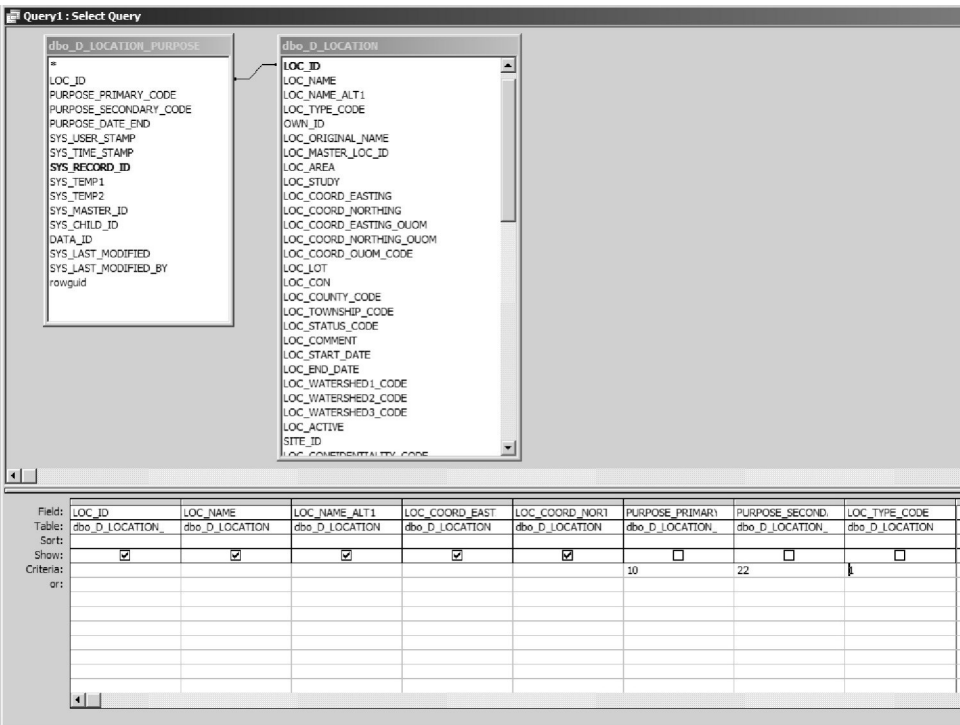 Query1 : Select Query
dbo_D_LOCATION_PURPOSE
*
LOC_ID
PURPOSE_PRIMARY_CODE
PURPOSE_SECONDARY_CODE
PURPOSE_DATE_END
SYS_USER_STAMP
SYS_TIME_STAMP
SYS_RECORD_ID
SYS_TEMP1
SYS_TEMP2
SYS_MASTER_ID
SYS_CHILD_ID
DATA_ID
SYS_LAST_MODIFIED
SYS_LAST_MODIFIED_BY
rowguid
dbo_D_LOCATION
LOC_ID
LOC_NAME
LOC_NAME_ALT1
LOC_TYPE_CODE
OWN_ID
LOC_ORIGINAL_NAME
LOC_MASTER_LOC_ID
LOC_AREA
LOC_STUDY
LOC_COORD_EASTING
LOC_COORD_NORTHING
LOC_COORD_EASTING_OUOM
LOC_COORD_NORTHING_OUOM
LOC_COORD_OUOM_CODE
LOC_LOT
LOC_CON
LOC_COUNTY_CODE
LOC_TOWNSHIP_CODE
LOC_STATUS_CODE
LOC_COMMENT
LOC_START_DATE
LOC_END_DATE
LOC_WATERSHED1_CODE
LOC_WATERSHED2_CODE
LOC_WATERSHED3_CODE
LOC_ACTIVE
SITE_ID
LOC_CONFIDENTIALITY_CODE
Field: LOC_ID LOC_NAME LOC_NAME_ALT1 LOC_COORD_EAST LOC_COORD_NORT PURPOSE_PRIMARY PURPOSE_SECOND LOC_TYPE_CODE
Table: dbo_D_LOCATION_ dbo_D_LOCATION dbo_D_LOCATION dbo_D_LOCATION dbo_D_LOCATION dbo_D_LOCATION_ dbo_D_LOCATION_ dbo_D_LOCATION
Sort:
Show:
Criteria: 10 22 1
or: